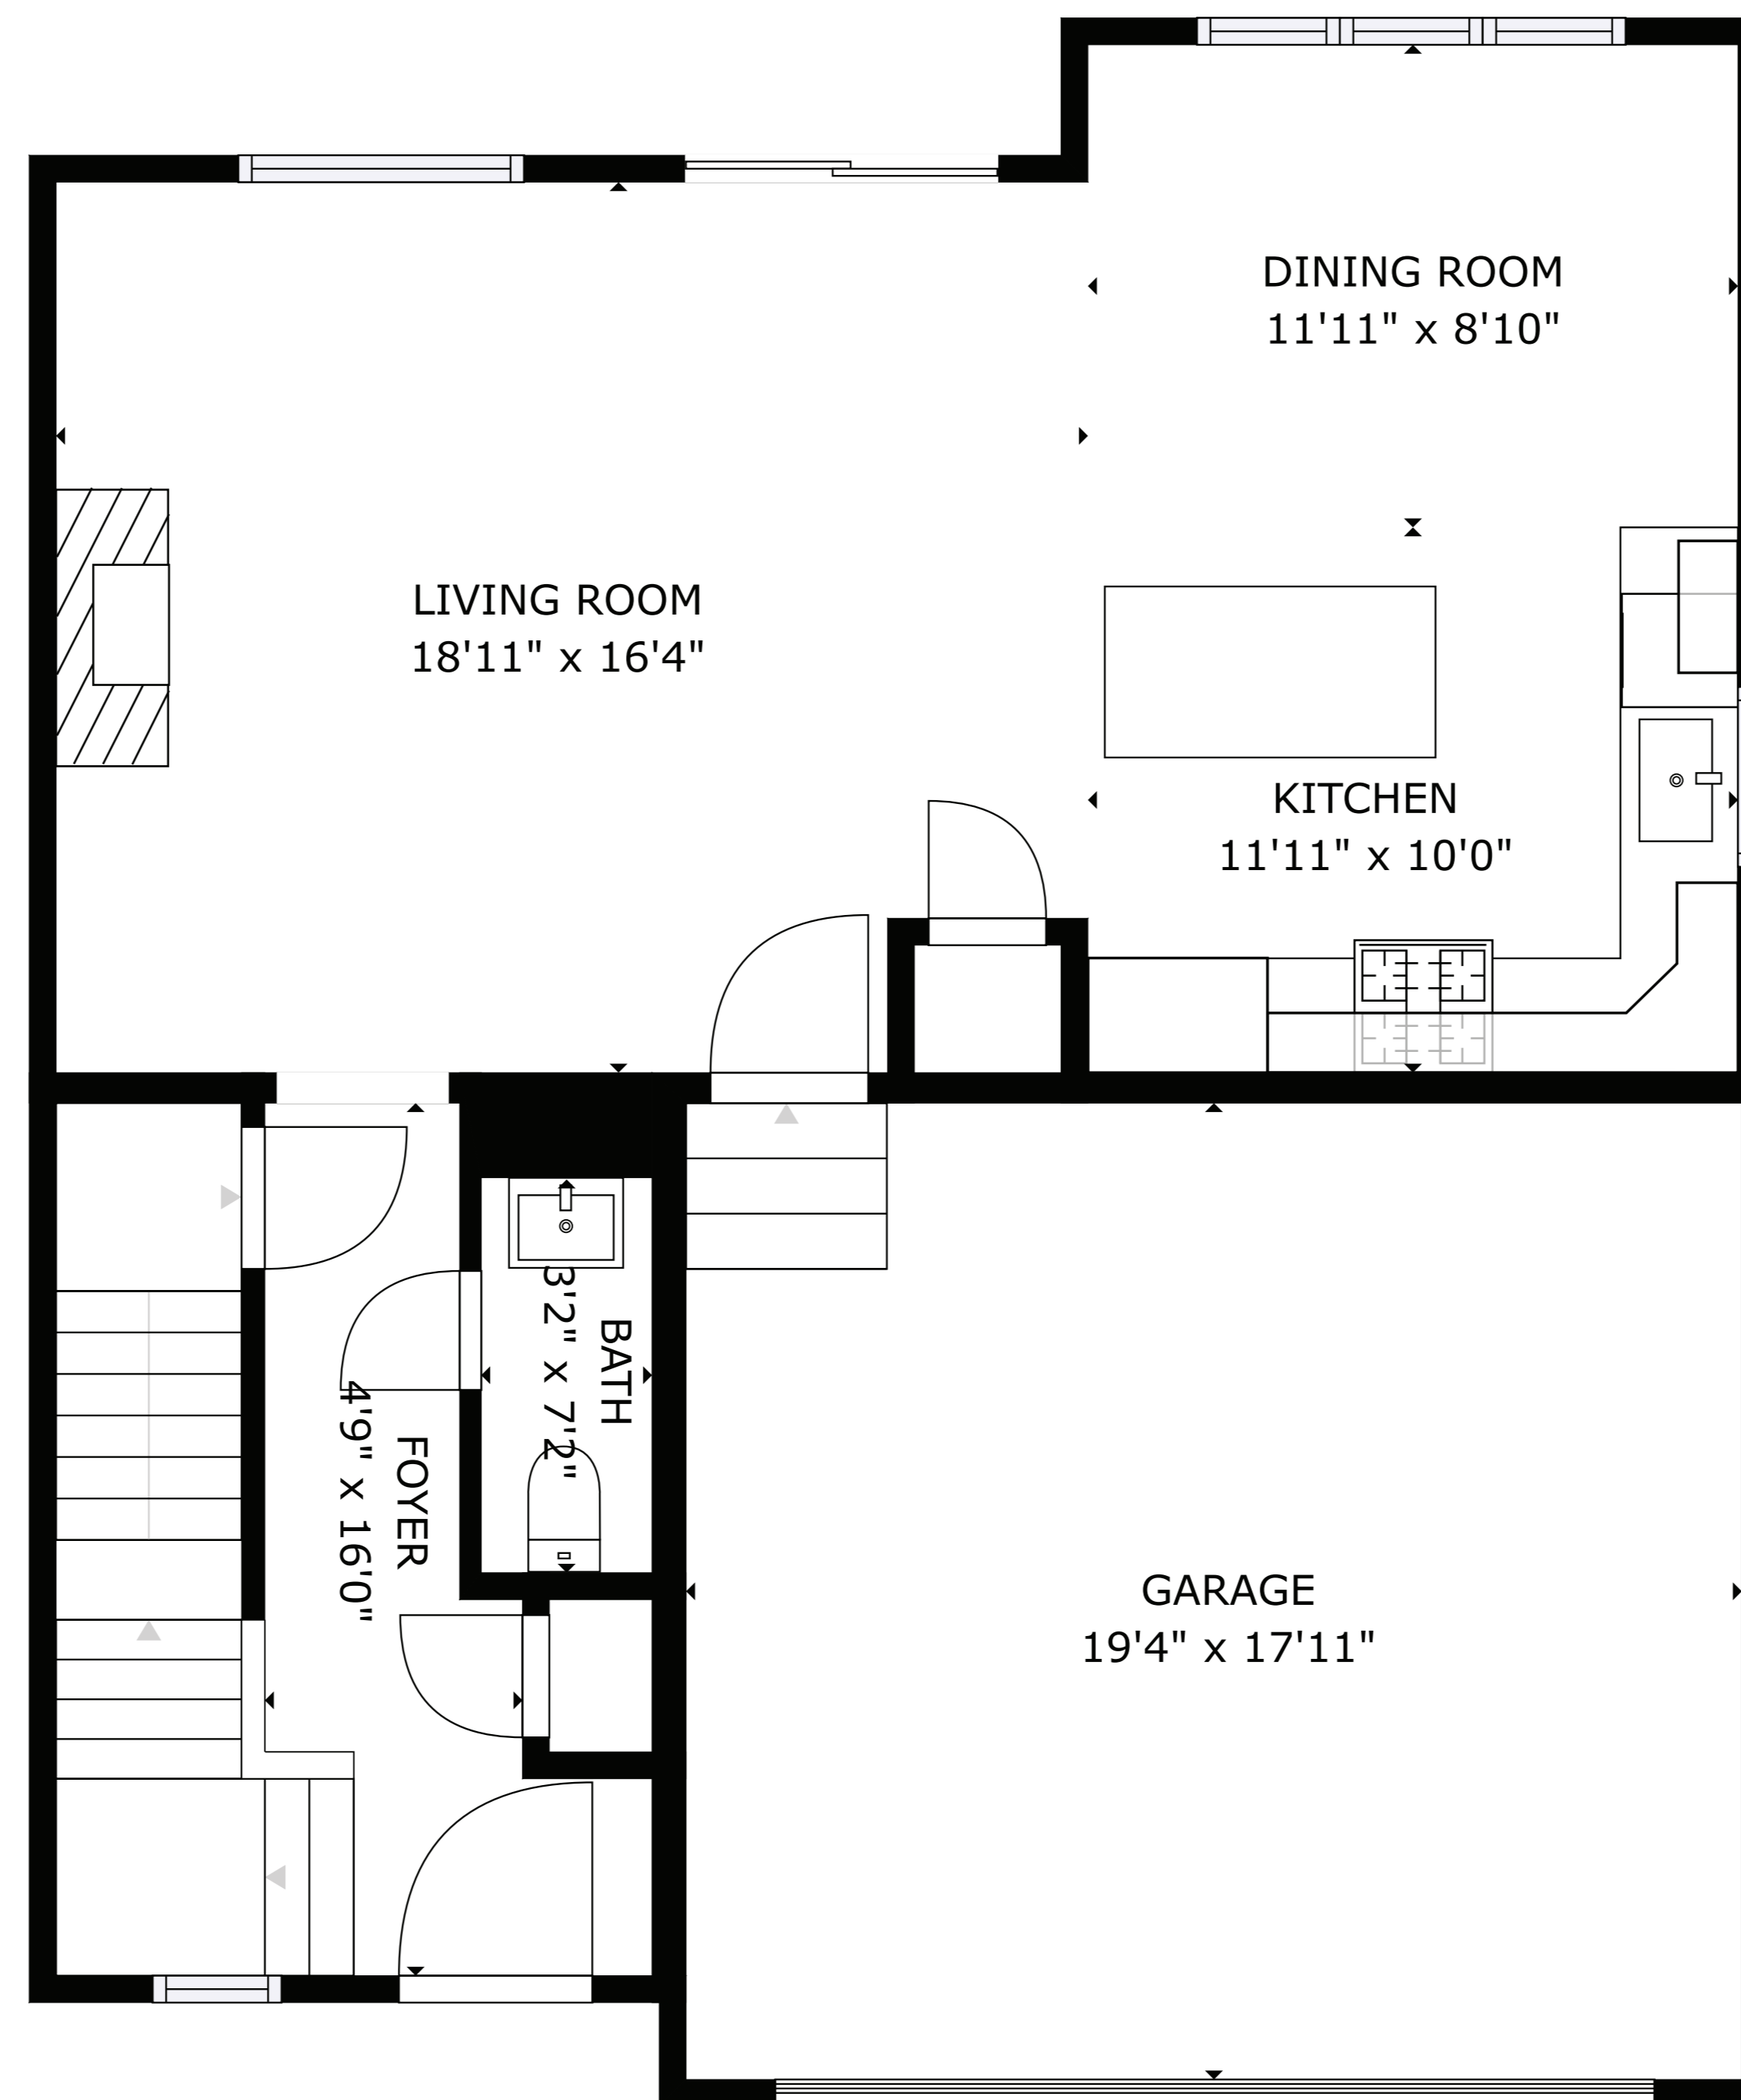 DINING ROOM
11'11" x 8'10"
LIVING ROOM
18'11" x 16'4"
KITCHEN
11'11" x 10'0"
BATH
3'2" x 7'2"
FOYER
4'9" x 16'0"
GARAGE
19'4" x 17'11"